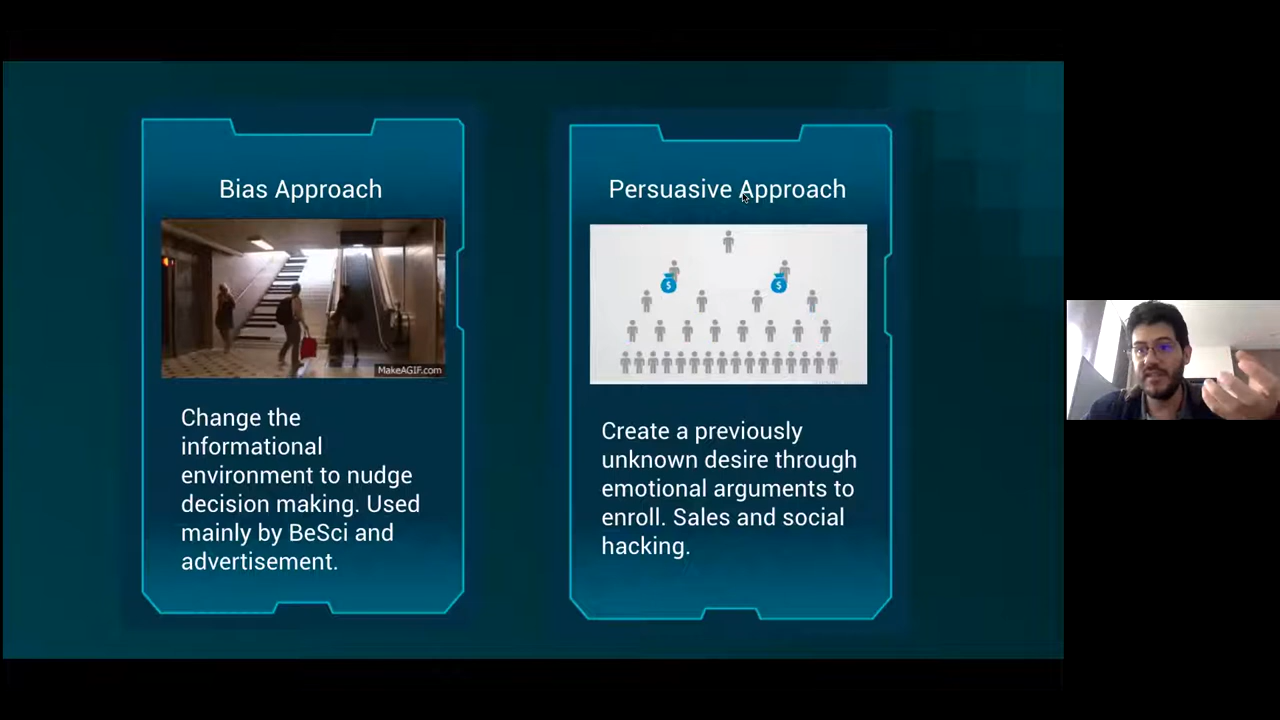 Bias Approach
MakeAGIF.com
Change the
informational
environment to nudge
decision making. Used
mainly by BeSci and
advertisement.
Persuasive Approach
$ $
Create a previously
unknown desire through
emotional arguments to
enroll. Sales and social
hacking.